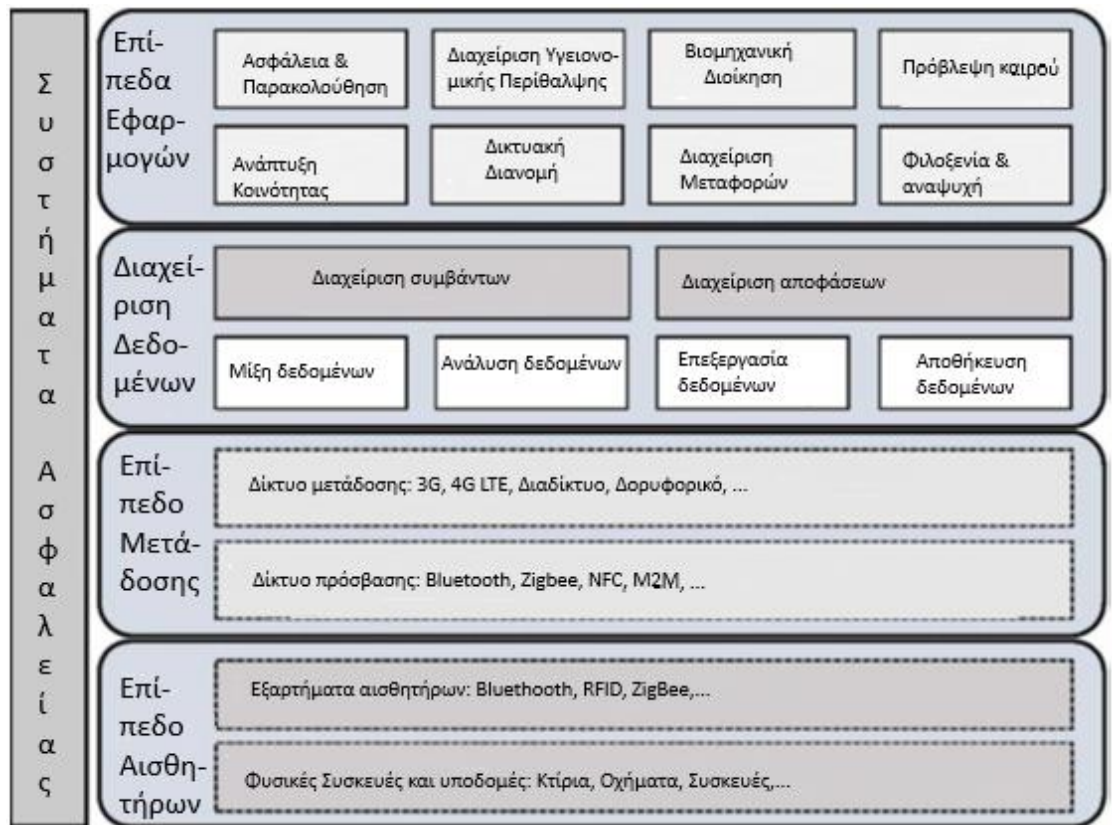 Συστήματα Ασφαλείας
Επί-
πεδα
Εφαρ-
μογών
Ασφάλεια &
Παρακολούθηση
Διαχείριση Υγειονο-
μικής Περίθαλψης
Βιομηχανική
Διοίκηση
Πρόβλεψη καιρού
Ανάπτυξη
Κοινότητας
Δικτυακή
Διανομή
Διαχείριση
Μεταφορών
Φιλοξενία &
αναψυχή
Διαχεί-
ριση
Δεδο-
μένων
Διαχείριση συμβάντων
Διαχείριση αποφάσεων
Μίξη δεδομένων
Ανάλυση δεδομένων
Επεξεργασία
δεδομένων
Αποθήκευση
δεδομένων
Επί-
πεδο
Μετά-
δοσης
Δίκτυο μετάδοσης: 3G, 4G LTE, Διαδίκτυο, Δορυφορικό, ...
Δίκτυο πρόσβασης: Bluetooth, Zigbee, NFC, M2M, ...
Επί-
πεδο
Αισθη-
τήρων
Εξαρτήματα αισθητήρων: Bluethooth, RFID, ZigBee,...
Φυσικές Συσκευές και υποδομές: Κτίρια, Οχήματα, Συσκευές,...